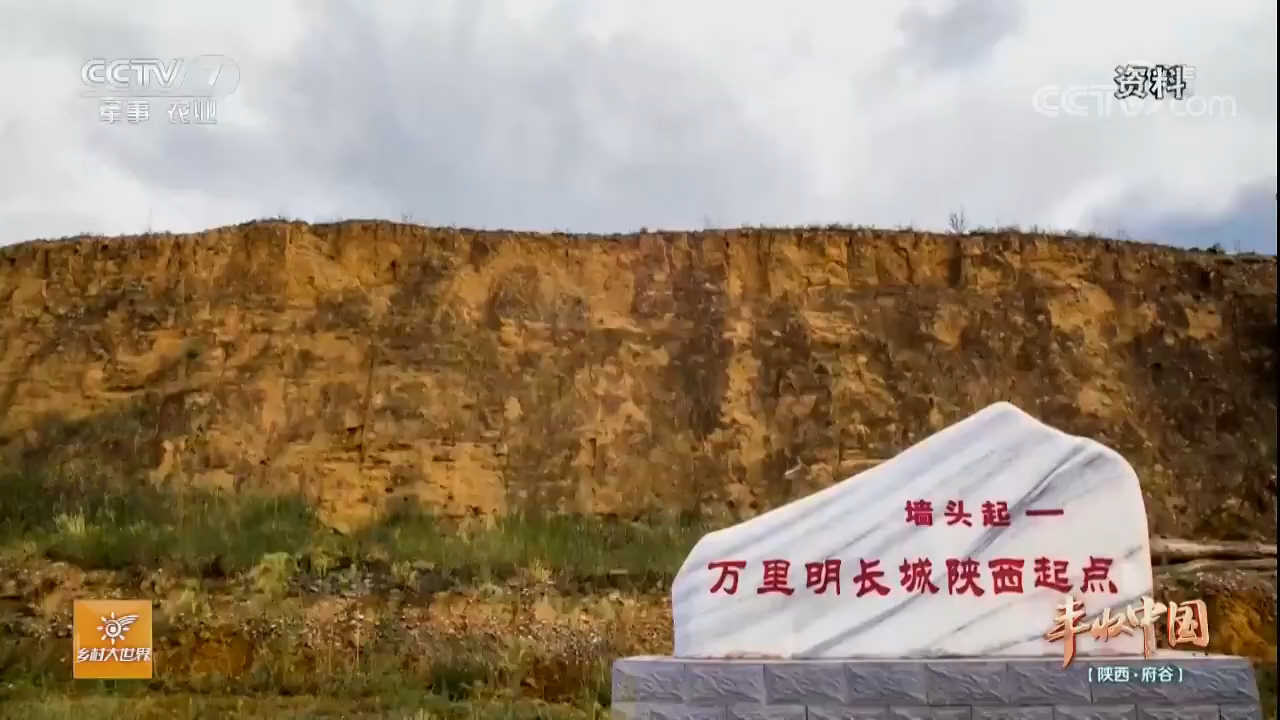 CCTV 7
军事 农业
资料
CCTV.com
墙头起一
万里明长城陕西起点
乡村大世界
丰收中国
【陕西·府谷】